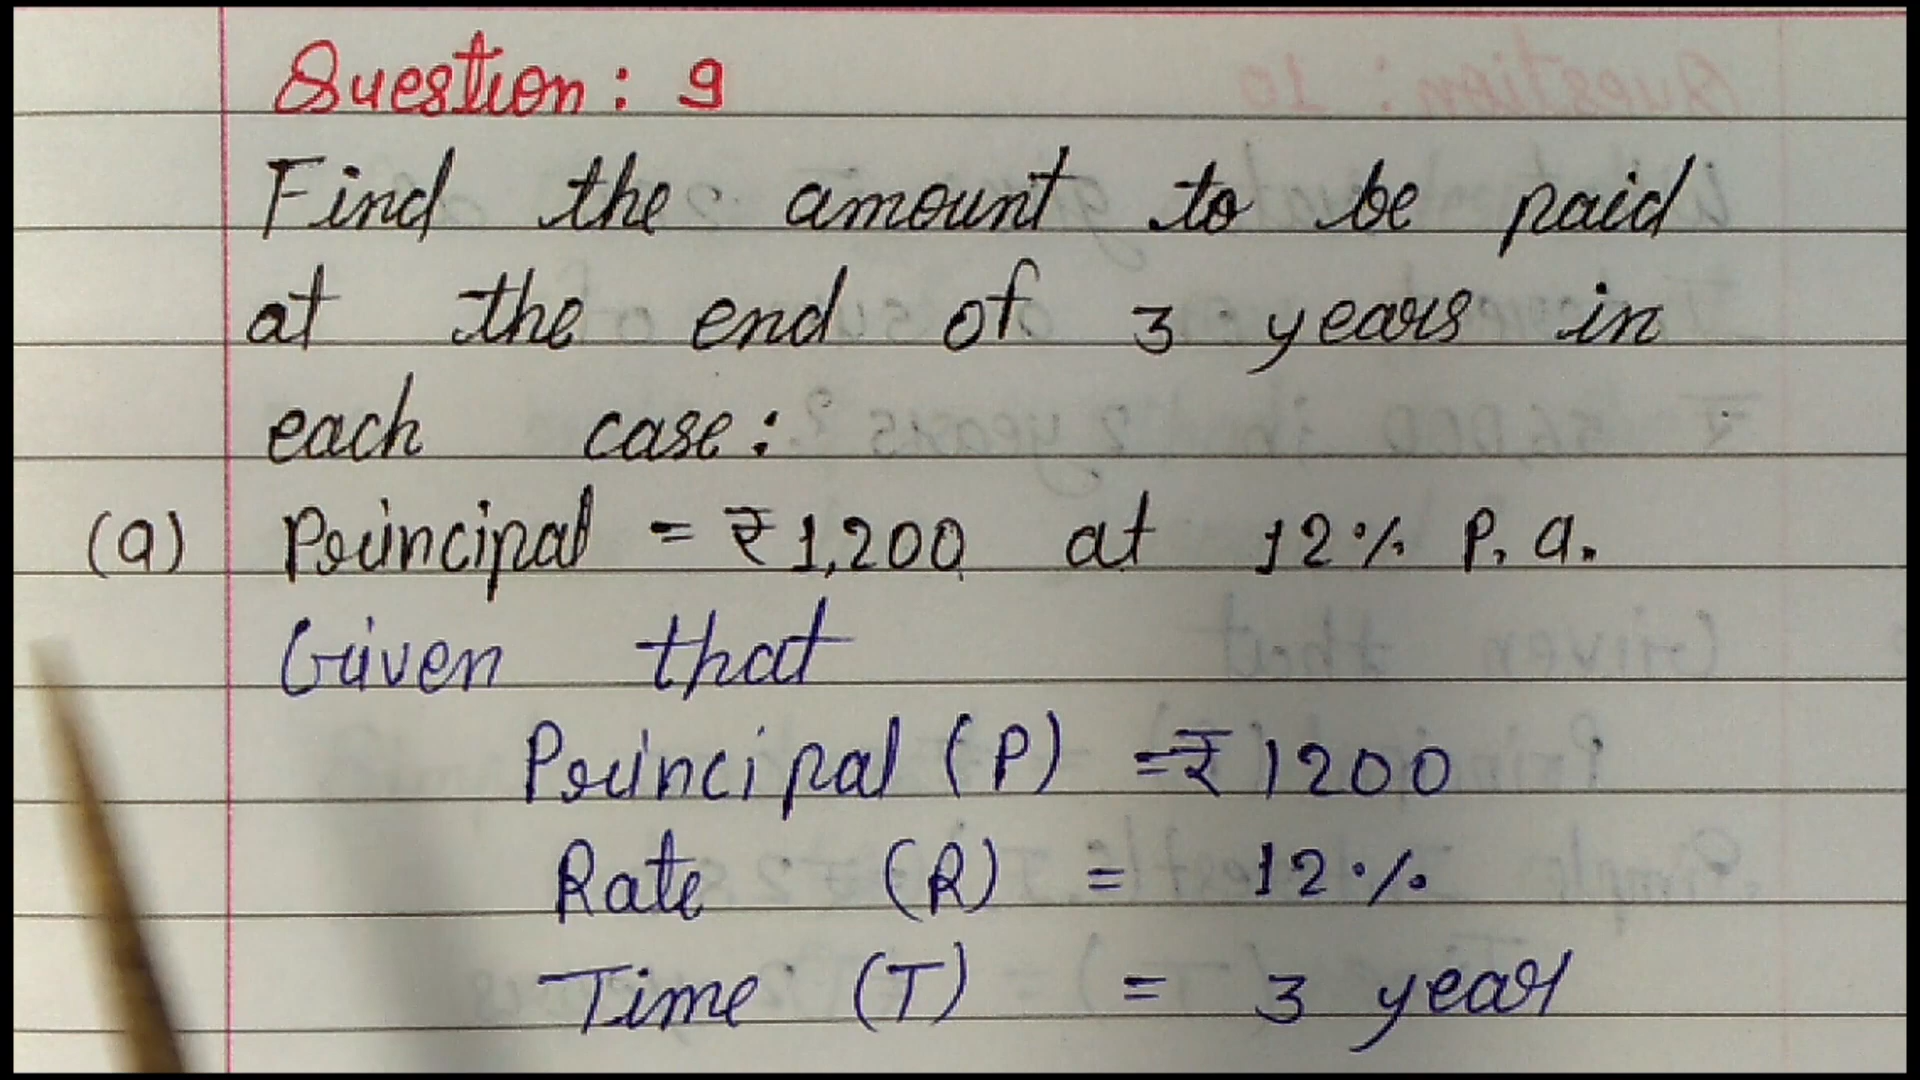 Question: 9
Find the amount to be paid
at the end of 3 years in
each case:
(a) Principal = ₹1,200 at 12% P.a.
Given that
Principal (P) = ₹1200
Rate (R) = 12%
Time (T) = 3 year